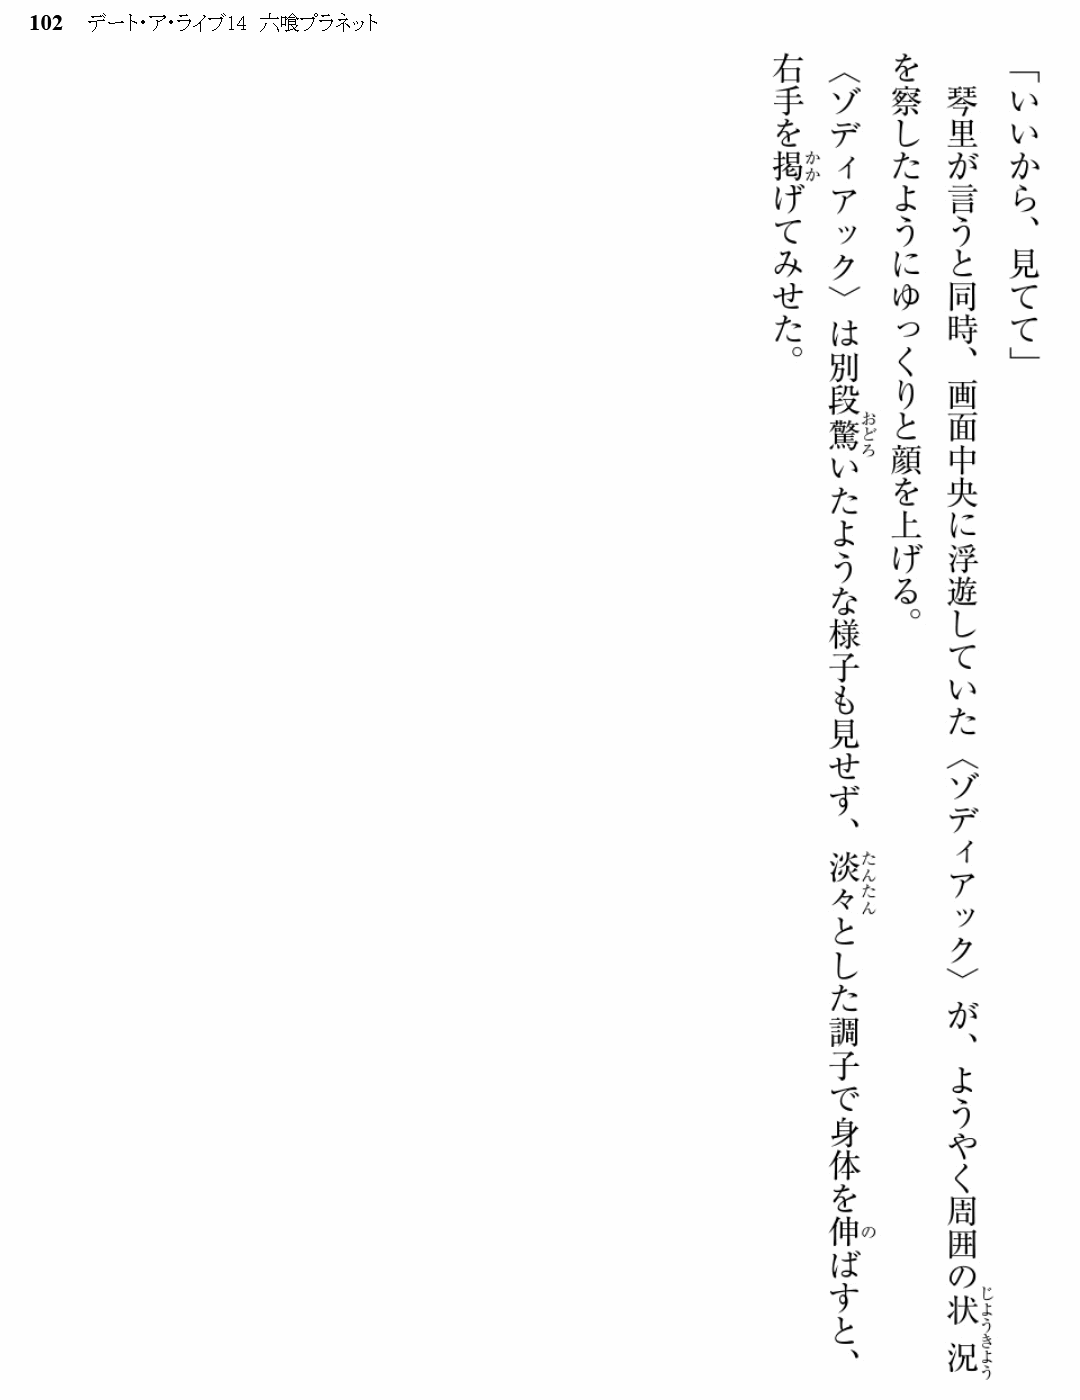 102 デート・ア・ライブ14 六喰プラネット
「いいから、見てて」
琴里が言うと同時、画面中央に浮遊していた〈ゾディアック〉が、ようやく周囲の状況
を察したようにゆっくりと顔を上げる。
〈ゾディアック〉は別段驚いたような様子も見せず、淡々とした調子で身体を伸ばすと、
右手を掲げてみせた。